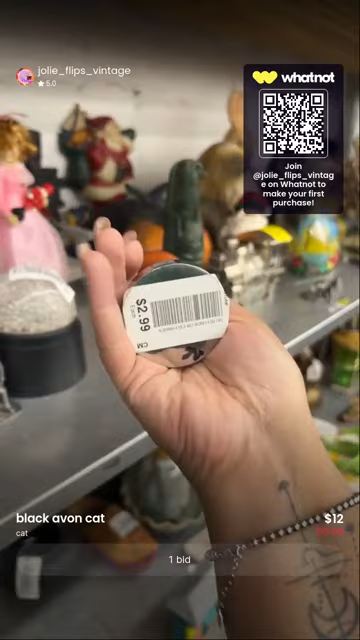 jolie_flips_vintage
★ 5.0
whatnot
Join
@jolie_flips_vintag
e on Whatnot to
make your first
purchase!
$2.99
CM
black avon cat
$12
cat
1 bid